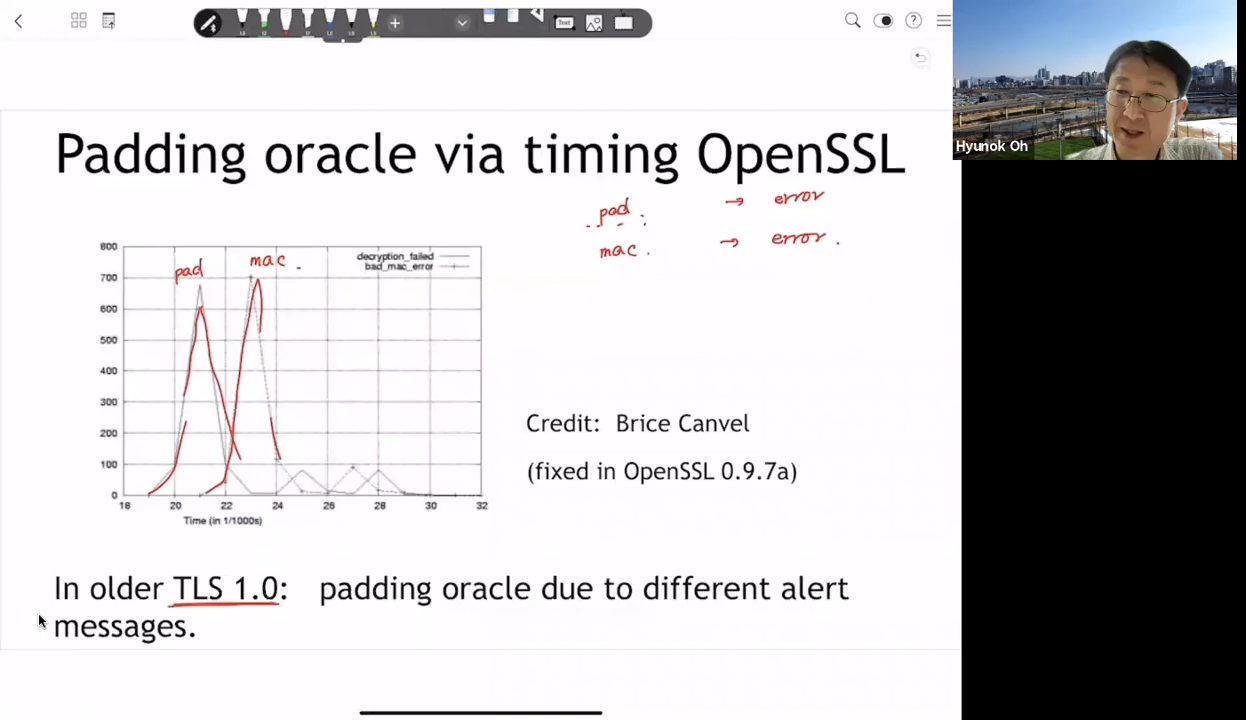 Text
Hyunok Oh
Padding oracle via timing OpenSSL
pad : → error
mac . → error .
pad
mac .
decryption_failed
bad_mac_error
800
700
600
500
400
300
200
100
0
18 20 22 24 26 28 30 32
Time (in 1/1000s)
Credit: Brice Canvel
(fixed in OpenSSL 0.9.7a)
In older TLS 1.0: padding oracle due to different alert
messages.